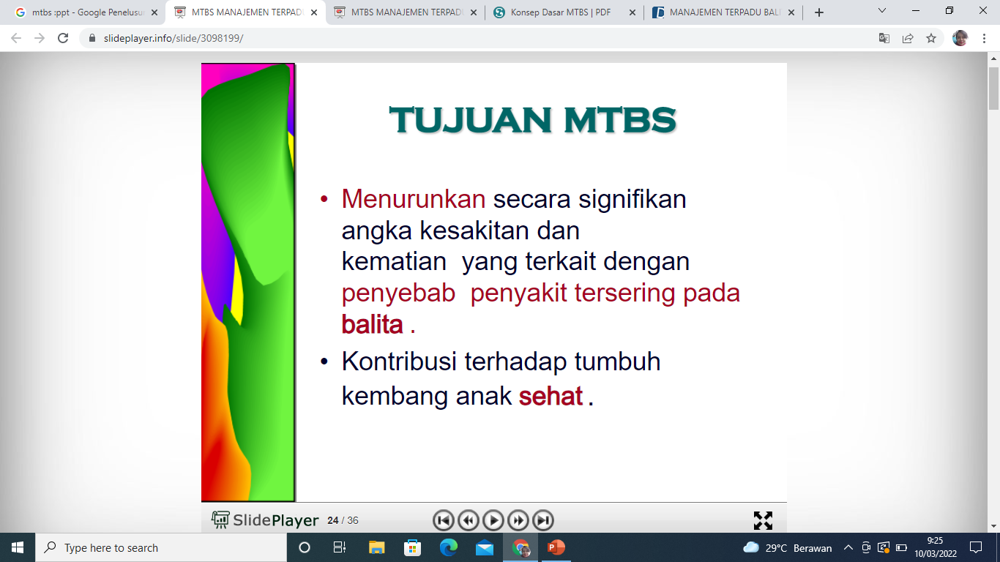 mtbs :ppt - Google Penelusu
MTBS MANAJEMEN TERPADU
MTBS MANAJEMEN TERPADU
Konsep Dasar MTBS | PDF
MANAJEMEN TERPADU BALI
slideplayer.info/slide/3098199/
TUJUAN MTBS
• Menurunkan secara signifikan
angka kesakitan dan
kematian yang terkait dengan
penyebab penyakit tersering pada
balita .
• Kontribusi terhadap tumbuh
kembang anak sehat .
SlidePlayer 24 / 36
Type here to search
29°C Berawan
9:25
10/03/2022